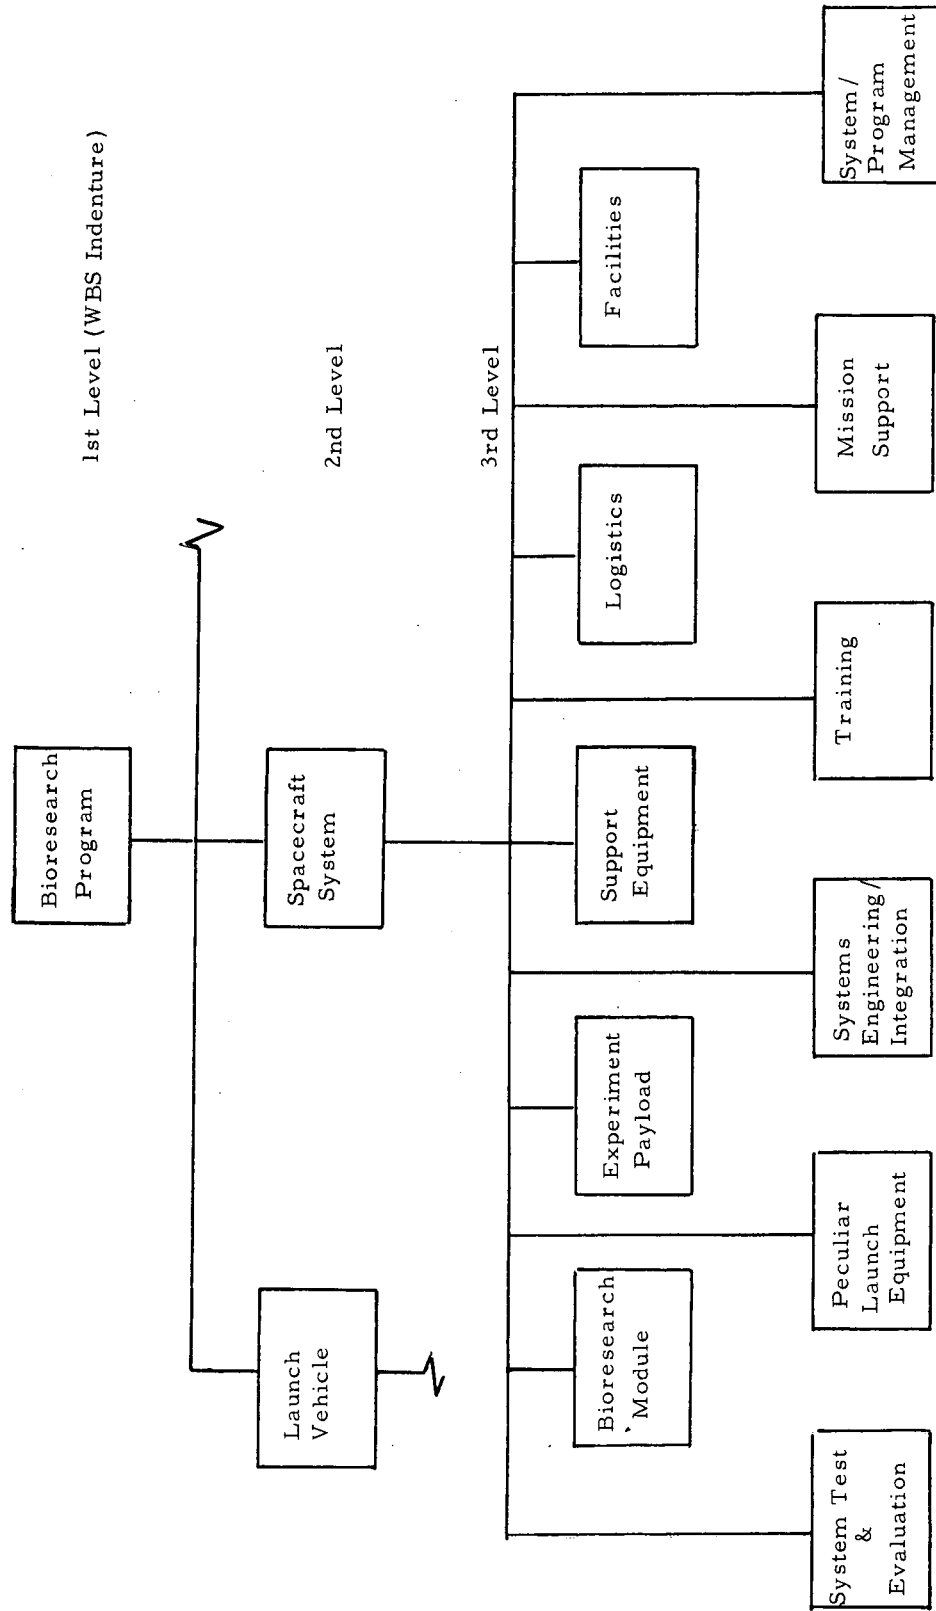 1st Level (WBS Indenture)
Bioresearch
Program
2nd Level
Launch
Vehicle
Spacecraft
System
3rd Level
Bioresearch
Module
Experiment
Payload
Support
Equipment
Logistics
Facilities
System Test
&
Evaluation
Peculiar
Launch
Equipment
Systems
Engineering/
Integration
Training
Mission
Support
System/
Program
Management